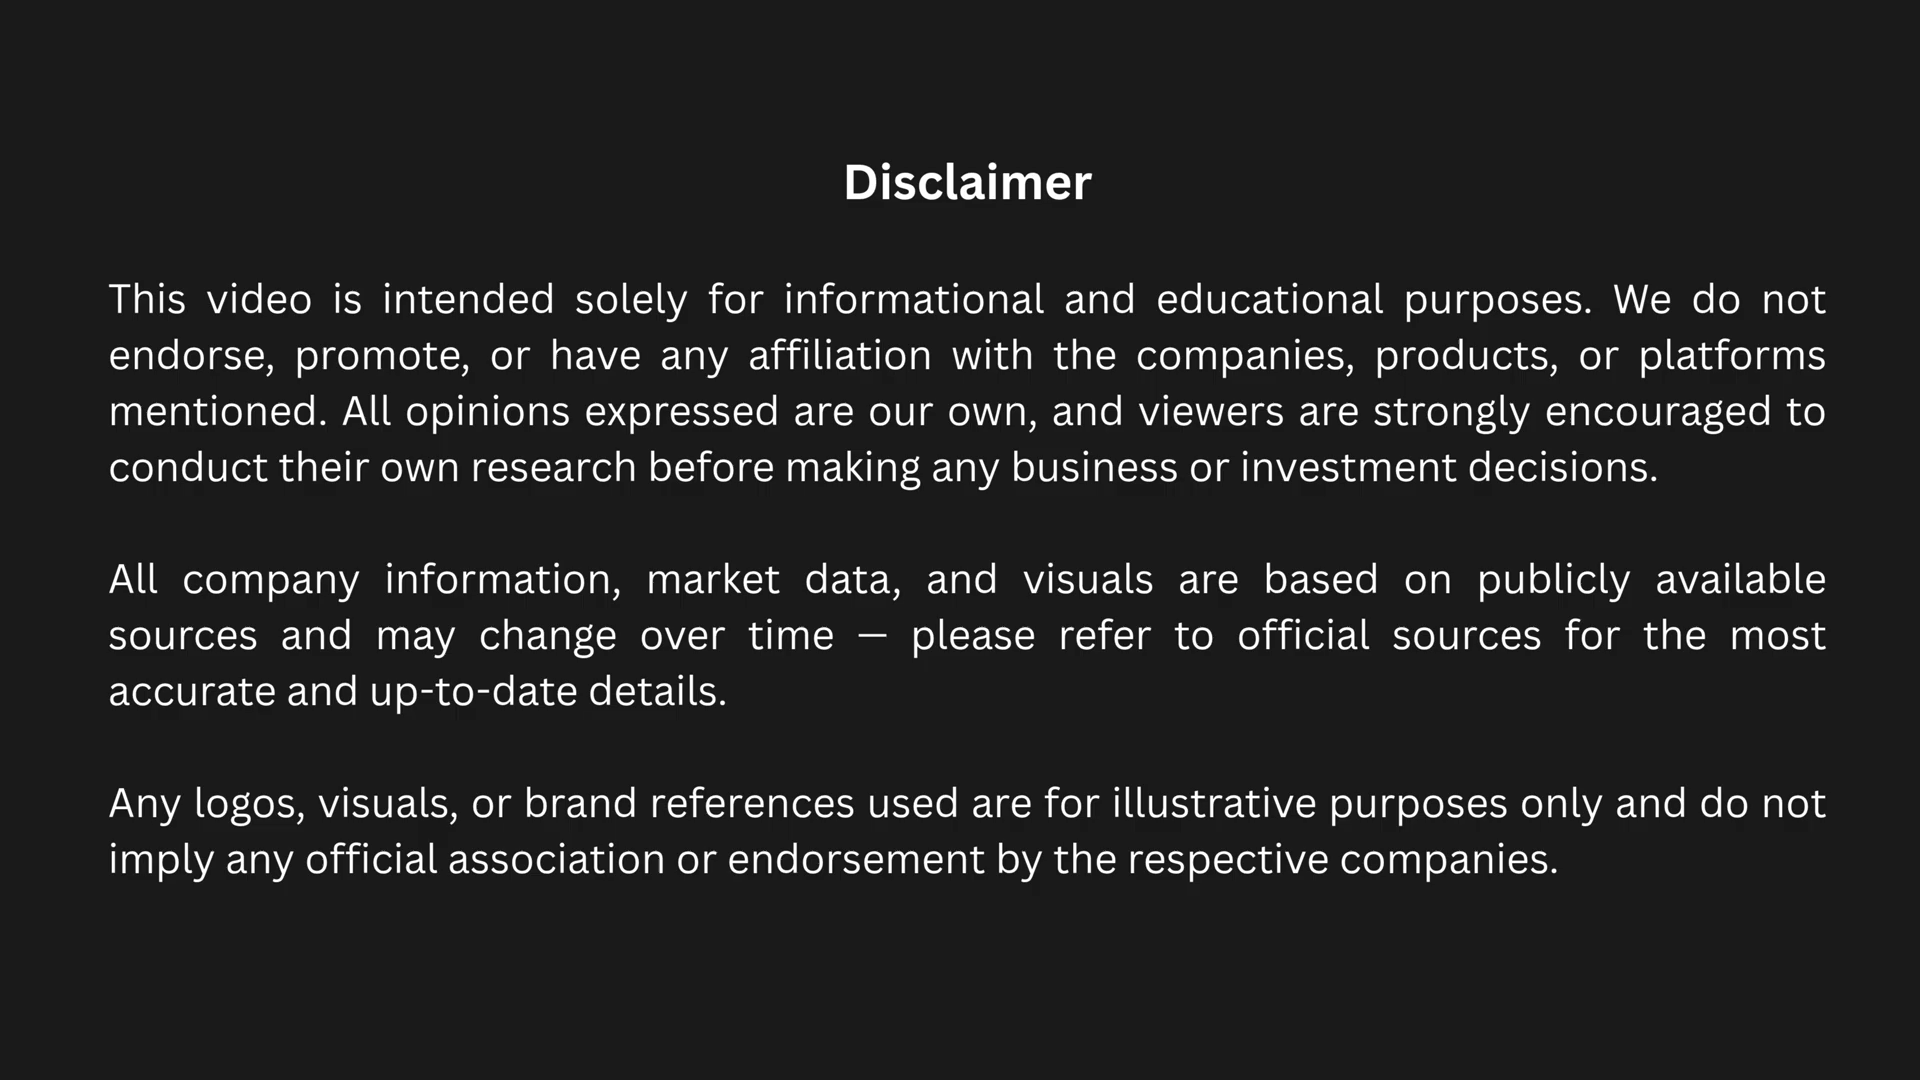 Disclaimer
This video is intended solely for informational and educational purposes. We do not
endorse, promote, or have any affiliation with the companies, products, or platforms
mentioned. All opinions expressed are our own, and viewers are strongly encouraged to
conduct their own research before making any business or investment decisions.
All company information, market data, and visuals are based on publicly available
sources and may change over time — please refer to official sources for the most
accurate and up-to-date details.
Any logos, visuals, or brand references used are for illustrative purposes only and do not
imply any official association or endorsement by the respective companies.